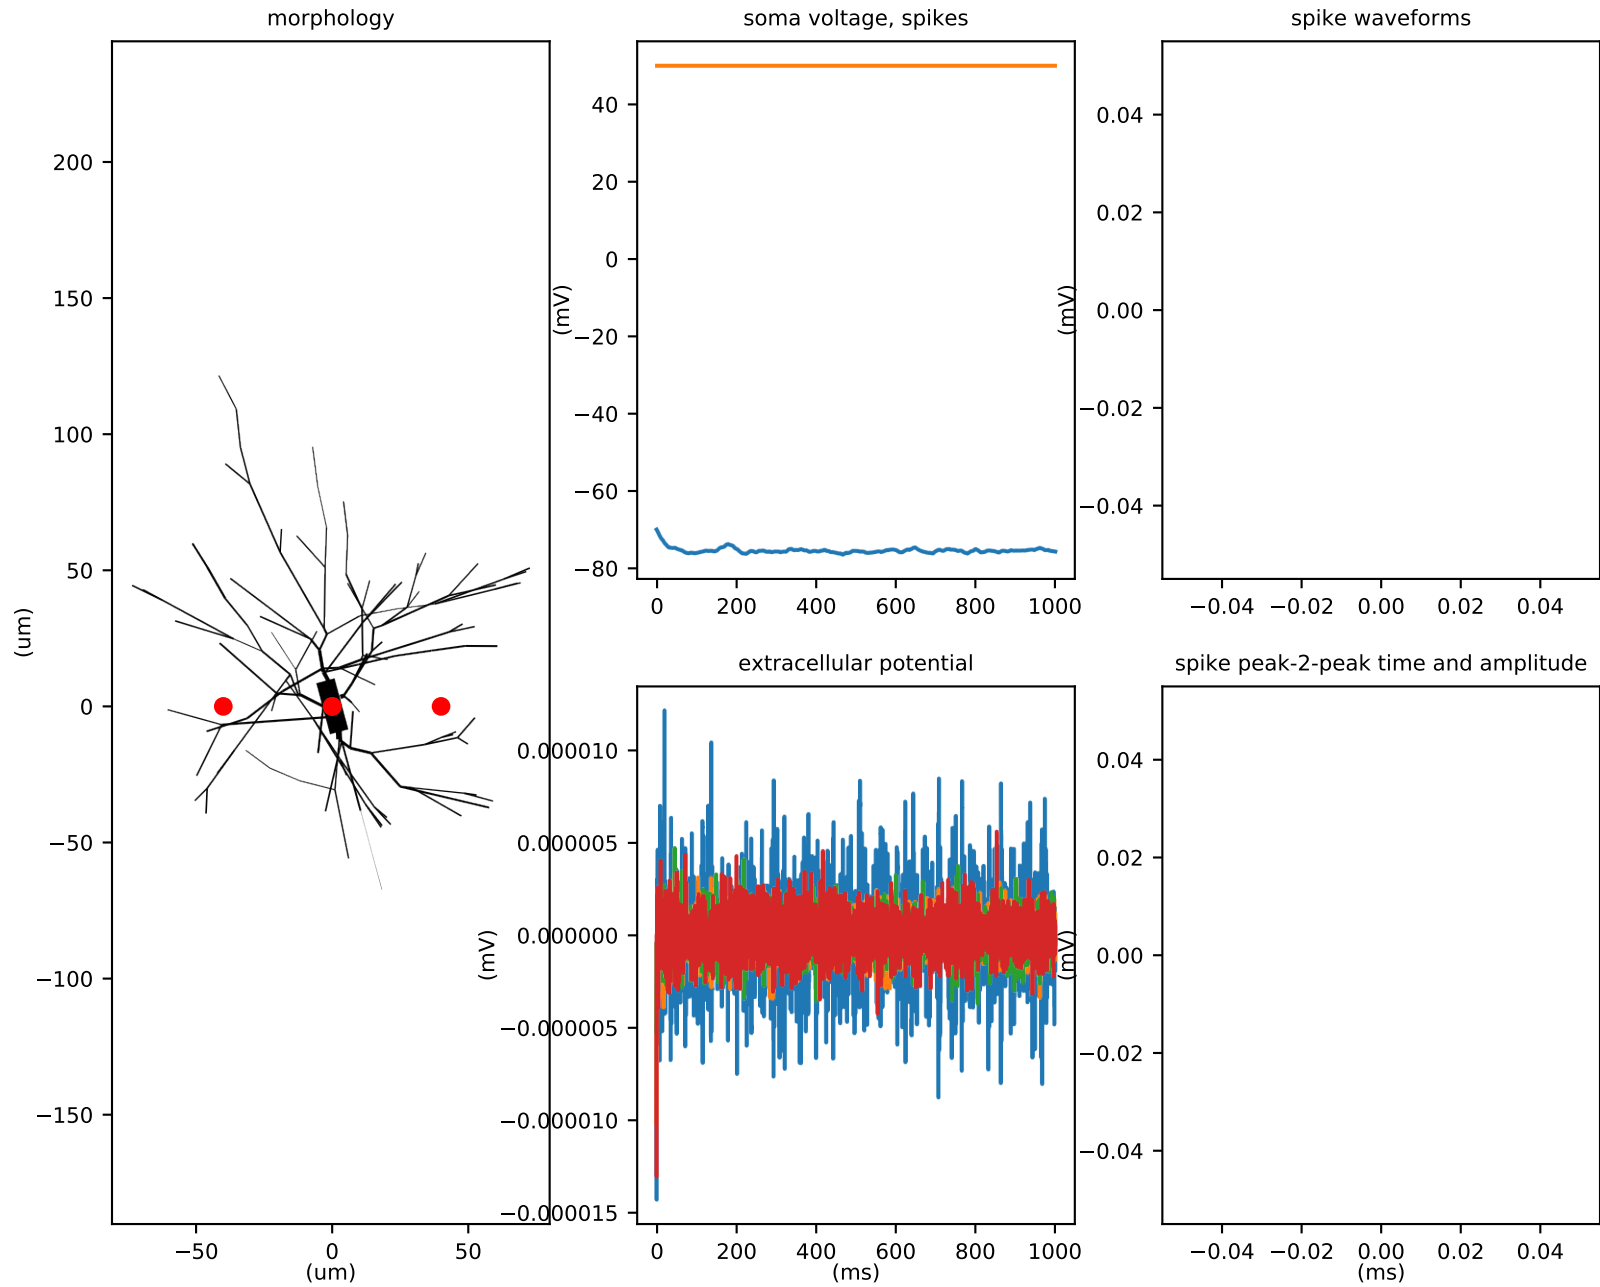 morphology
200
150
100
50
0
−50
−100
−150
(um)
−50 0 50
(um)
soma voltage, spikes
40
20
0
−20
−40
−60
−80
(mV)
0 200 400 600 800 1000
spike waveforms
0.04
0.02
0.00
−0.02
−0.04
(mV)
−0.04 −0.02 0.00 0.02 0.04
extracellular potential
0.000010
0.000005
0.000000
−0.000005
−0.000010
−0.000015
(mV)
0 200 400 600 800 1000
(ms)
spike peak-2-peak time and amplitude
0.04
0.02
0.00
−0.02
−0.04
(mV)
−0.04 −0.02 0.00 0.02 0.04
(ms)